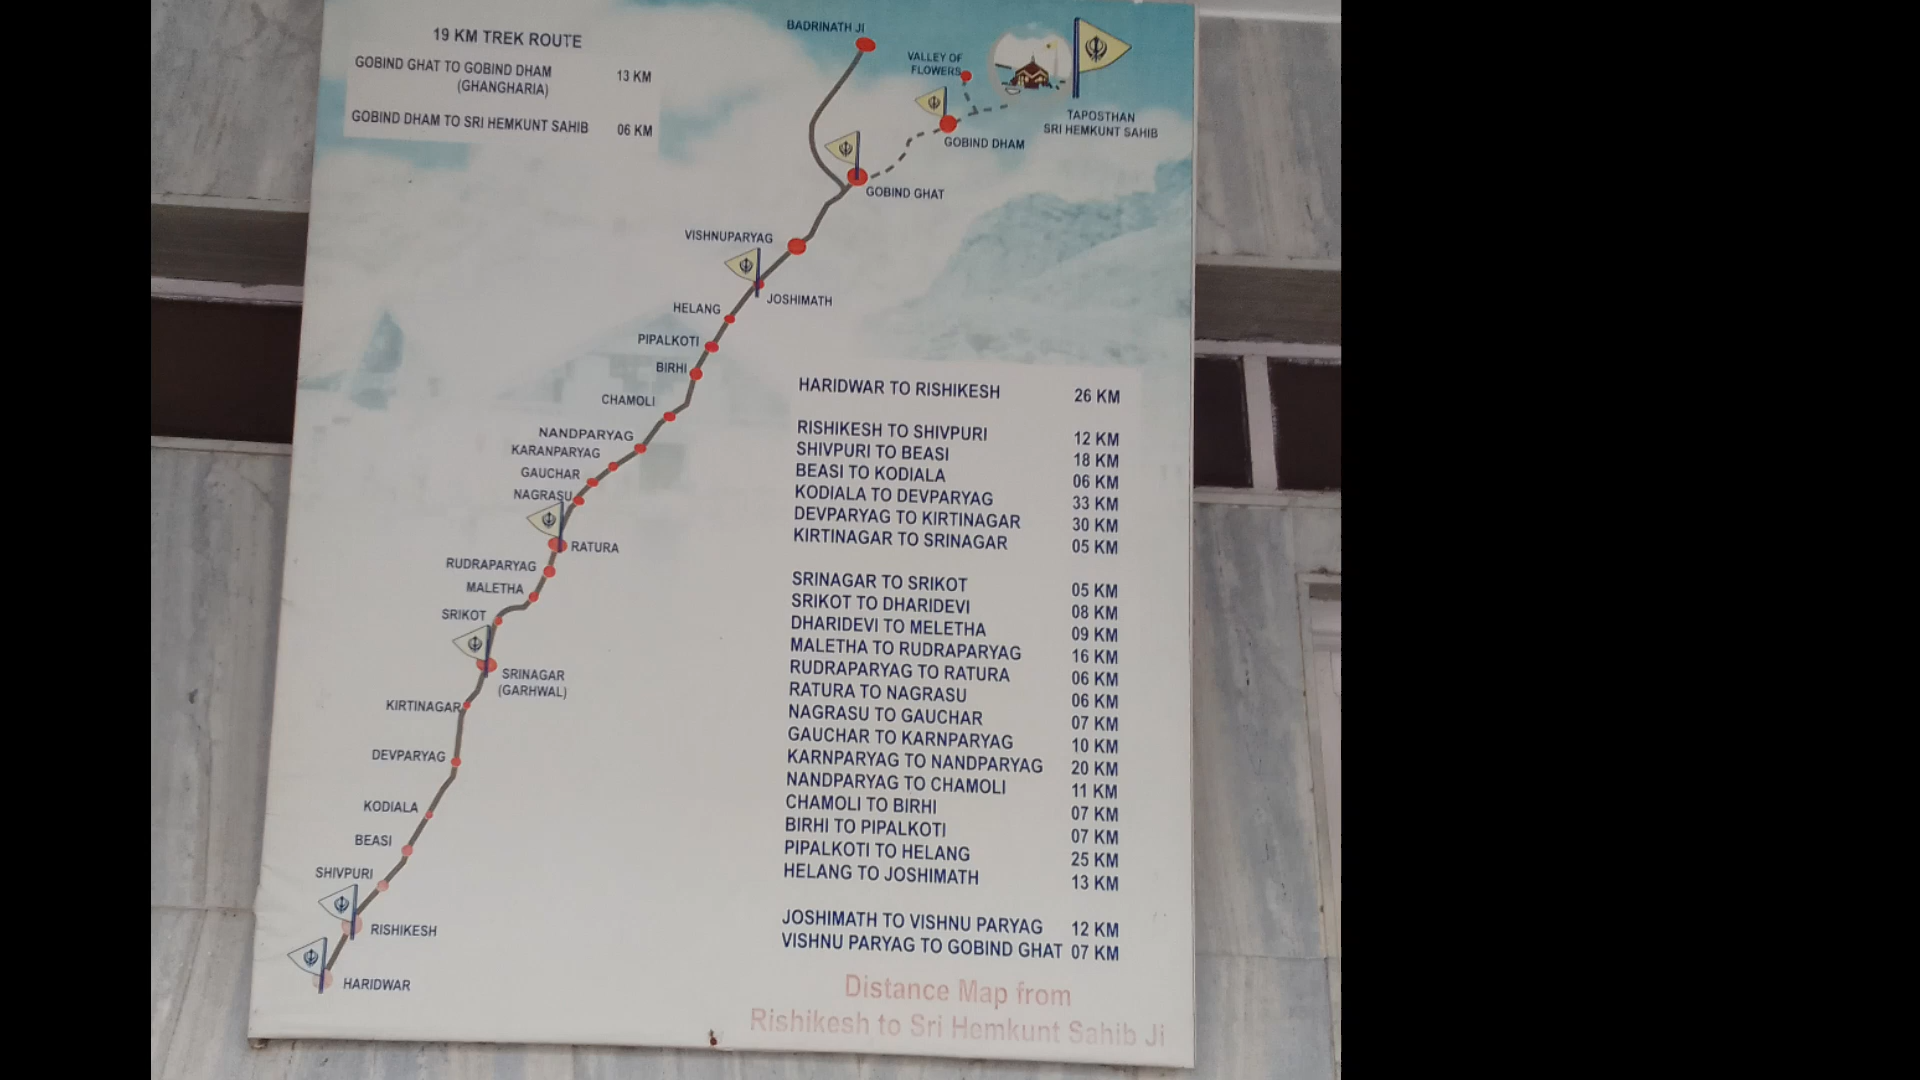 19 KM TREK ROUTE
GOBIND GHAT TO GOBIND DHAM 13 KM
(GHANGHARIA)
GOBIND DHAM TO SRI HEMKUNT SAHIB 06 KM
BADRINATH JI
VALLEY OF
FLOWERS
TAPOSTHAN
SRI HEMKUNT SAHIB
GOBIND DHAM
GOBIND GHAT
VISHNUPARYAG
JOSHIMATH
HELANG
PIPALKOTI
BIRHI
CHAMOLI
NANDPARYAG
KARANPARYAG
GAUCHAR
NAGRASU
RATURA
RUDRAPARYAG
MALETHA
SRIKOT
SRINAGAR
(GARHWAL)
KIRTINAGAR
DEVPARYAG
KODIALA
BEASI
SHIVPURI
RISHIKESH
HARIDWAR
HARIDWAR TO RISHIKESH 26 KM
RISHIKESH TO SHIVPURI 12 KM
SHIVPURI TO BEASI 18 KM
BEASI TO KODIALA 06 KM
KODIALA TO DEVPARYAG 33 KM
DEVPARYAG TO KIRTINAGAR 30 KM
KIRTINAGAR TO SRINAGAR 05 KM
SRINAGAR TO SRIKOT 05 KM
SRIKOT TO DHARIDEVI 08 KM
DHARIDEVI TO MELETHA 09 KM
MALETHA TO RUDRAPARYAG 16 KM
RUDRAPARYAG TO RATURA 06 KM
RATURA TO NAGRASU 06 KM
NAGRASU TO GAUCHAR 07 KM
GAUCHAR TO KARNPARYAG 10 KM
KARNPARYAG TO NANDPARYAG 20 KM
NANDPARYAG TO CHAMOLI 11 KM
CHAMOLI TO BIRHI 07 KM
BIRHI TO PIPALKOTI 07 KM
PIPALKOTI TO HELANG 25 KM
HELANG TO JOSHIMATH 13 KM
JOSHIMATH TO VISHNU PARYAG 12 KM
VISHNU PARYAG TO GOBIND GHAT 07 KM
Distance Map from
Rishikesh to Sri Hemkunt Sahib Ji